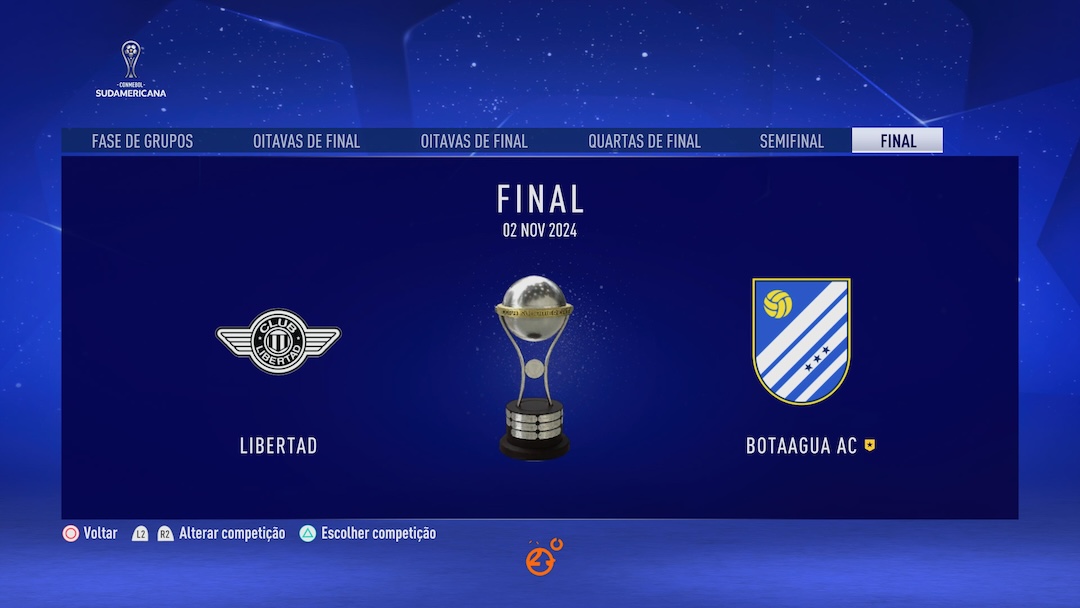 -CONMEBOL-
SUDAMERICANA
FASE DE GRUPOS
OITAVAS DE FINAL
OITAVAS DE FINAL
QUARTAS DE FINAL
SEMIFINAL
FINAL
FINAL
02 NOV 2024
CLUB
LIBERTAD
LIBERTAD
BOTAAGUA AC
Voltar
L2
R2
Alterar competição
Escolher competição